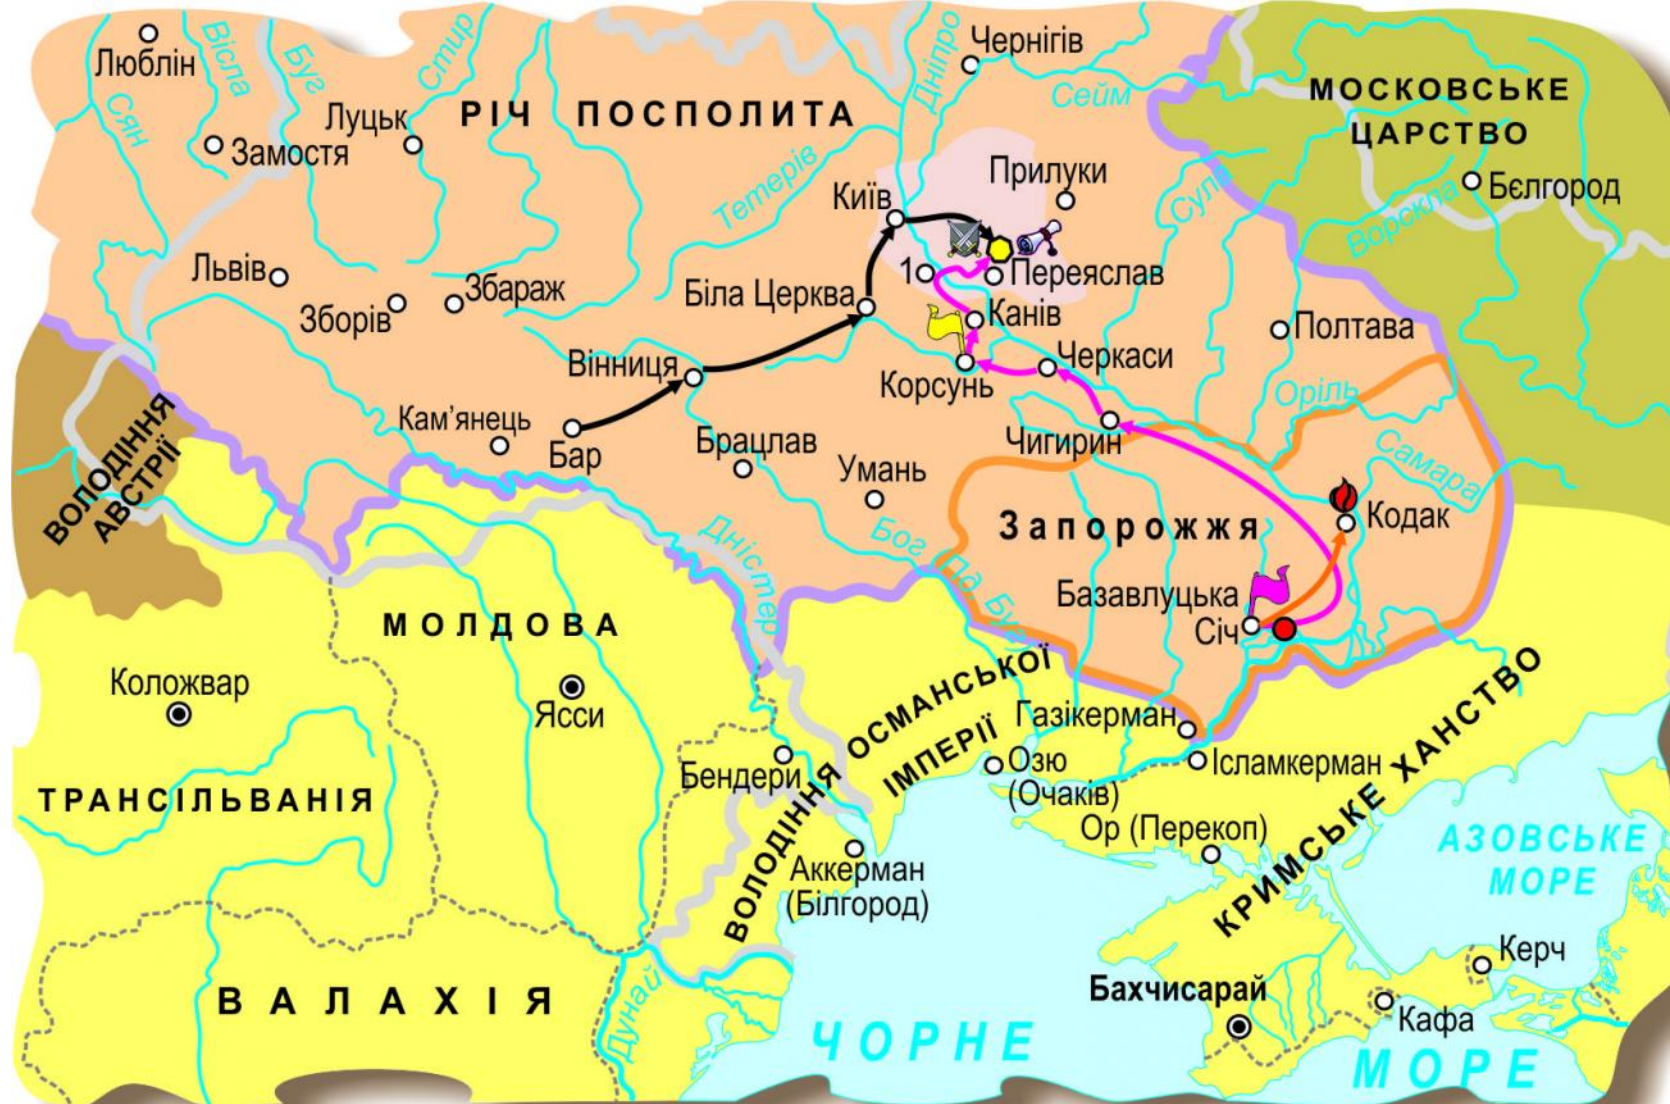 Люблін
Вісла
Буг
Стир
Сян
Замостя
Луцьк
РІЧ ПОСПОЛИТА
Дніпро
Чернігів
Сейм
МОСКОВСЬКЕ
ЦАРСТВО
Бєлгород
Ворскла
Сула
Прилуки
Тетерів
Київ
Львів
Зборів
Збараж
Біла Церква
1
Переяслав
Канів
Полтава
Вінниця
Корсунь
Черкаси
Оріль
Кам’янець
Бар
Брацлав
Умань
Чигирин
Самара
ВОЛОДІННЯ
АВСТРІЇ
Дністер
Бог
Пд. Буг
Запорожжя
Кодак
Базавлуцька
Січ
МОЛДОВА
Коложвар
Ясси
ТРАНСІЛЬВАНІЯ
Бендери
ВОЛОДІННЯ ОСМАНСЬКОЇ
ІМПЕРІЇ
Газікерман
Озю
(Очаків)
Ісламкерман
Ор (Перекоп)
КРИМСЬКЕ ХАНСТВО
АЗОВСЬКЕ
МОРЕ
Аккерман
(Білгород)
ВАЛАХІЯ
Дунай
Бахчисарай
Керч
Кафа
ЧОРНЕ
МОРЕ